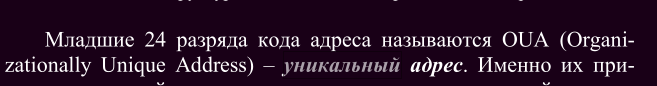 Младшие 24 разряда кода адреса называются OUA (Organi-
zationally Unique Address) – уникальный адрес. Именно их при-